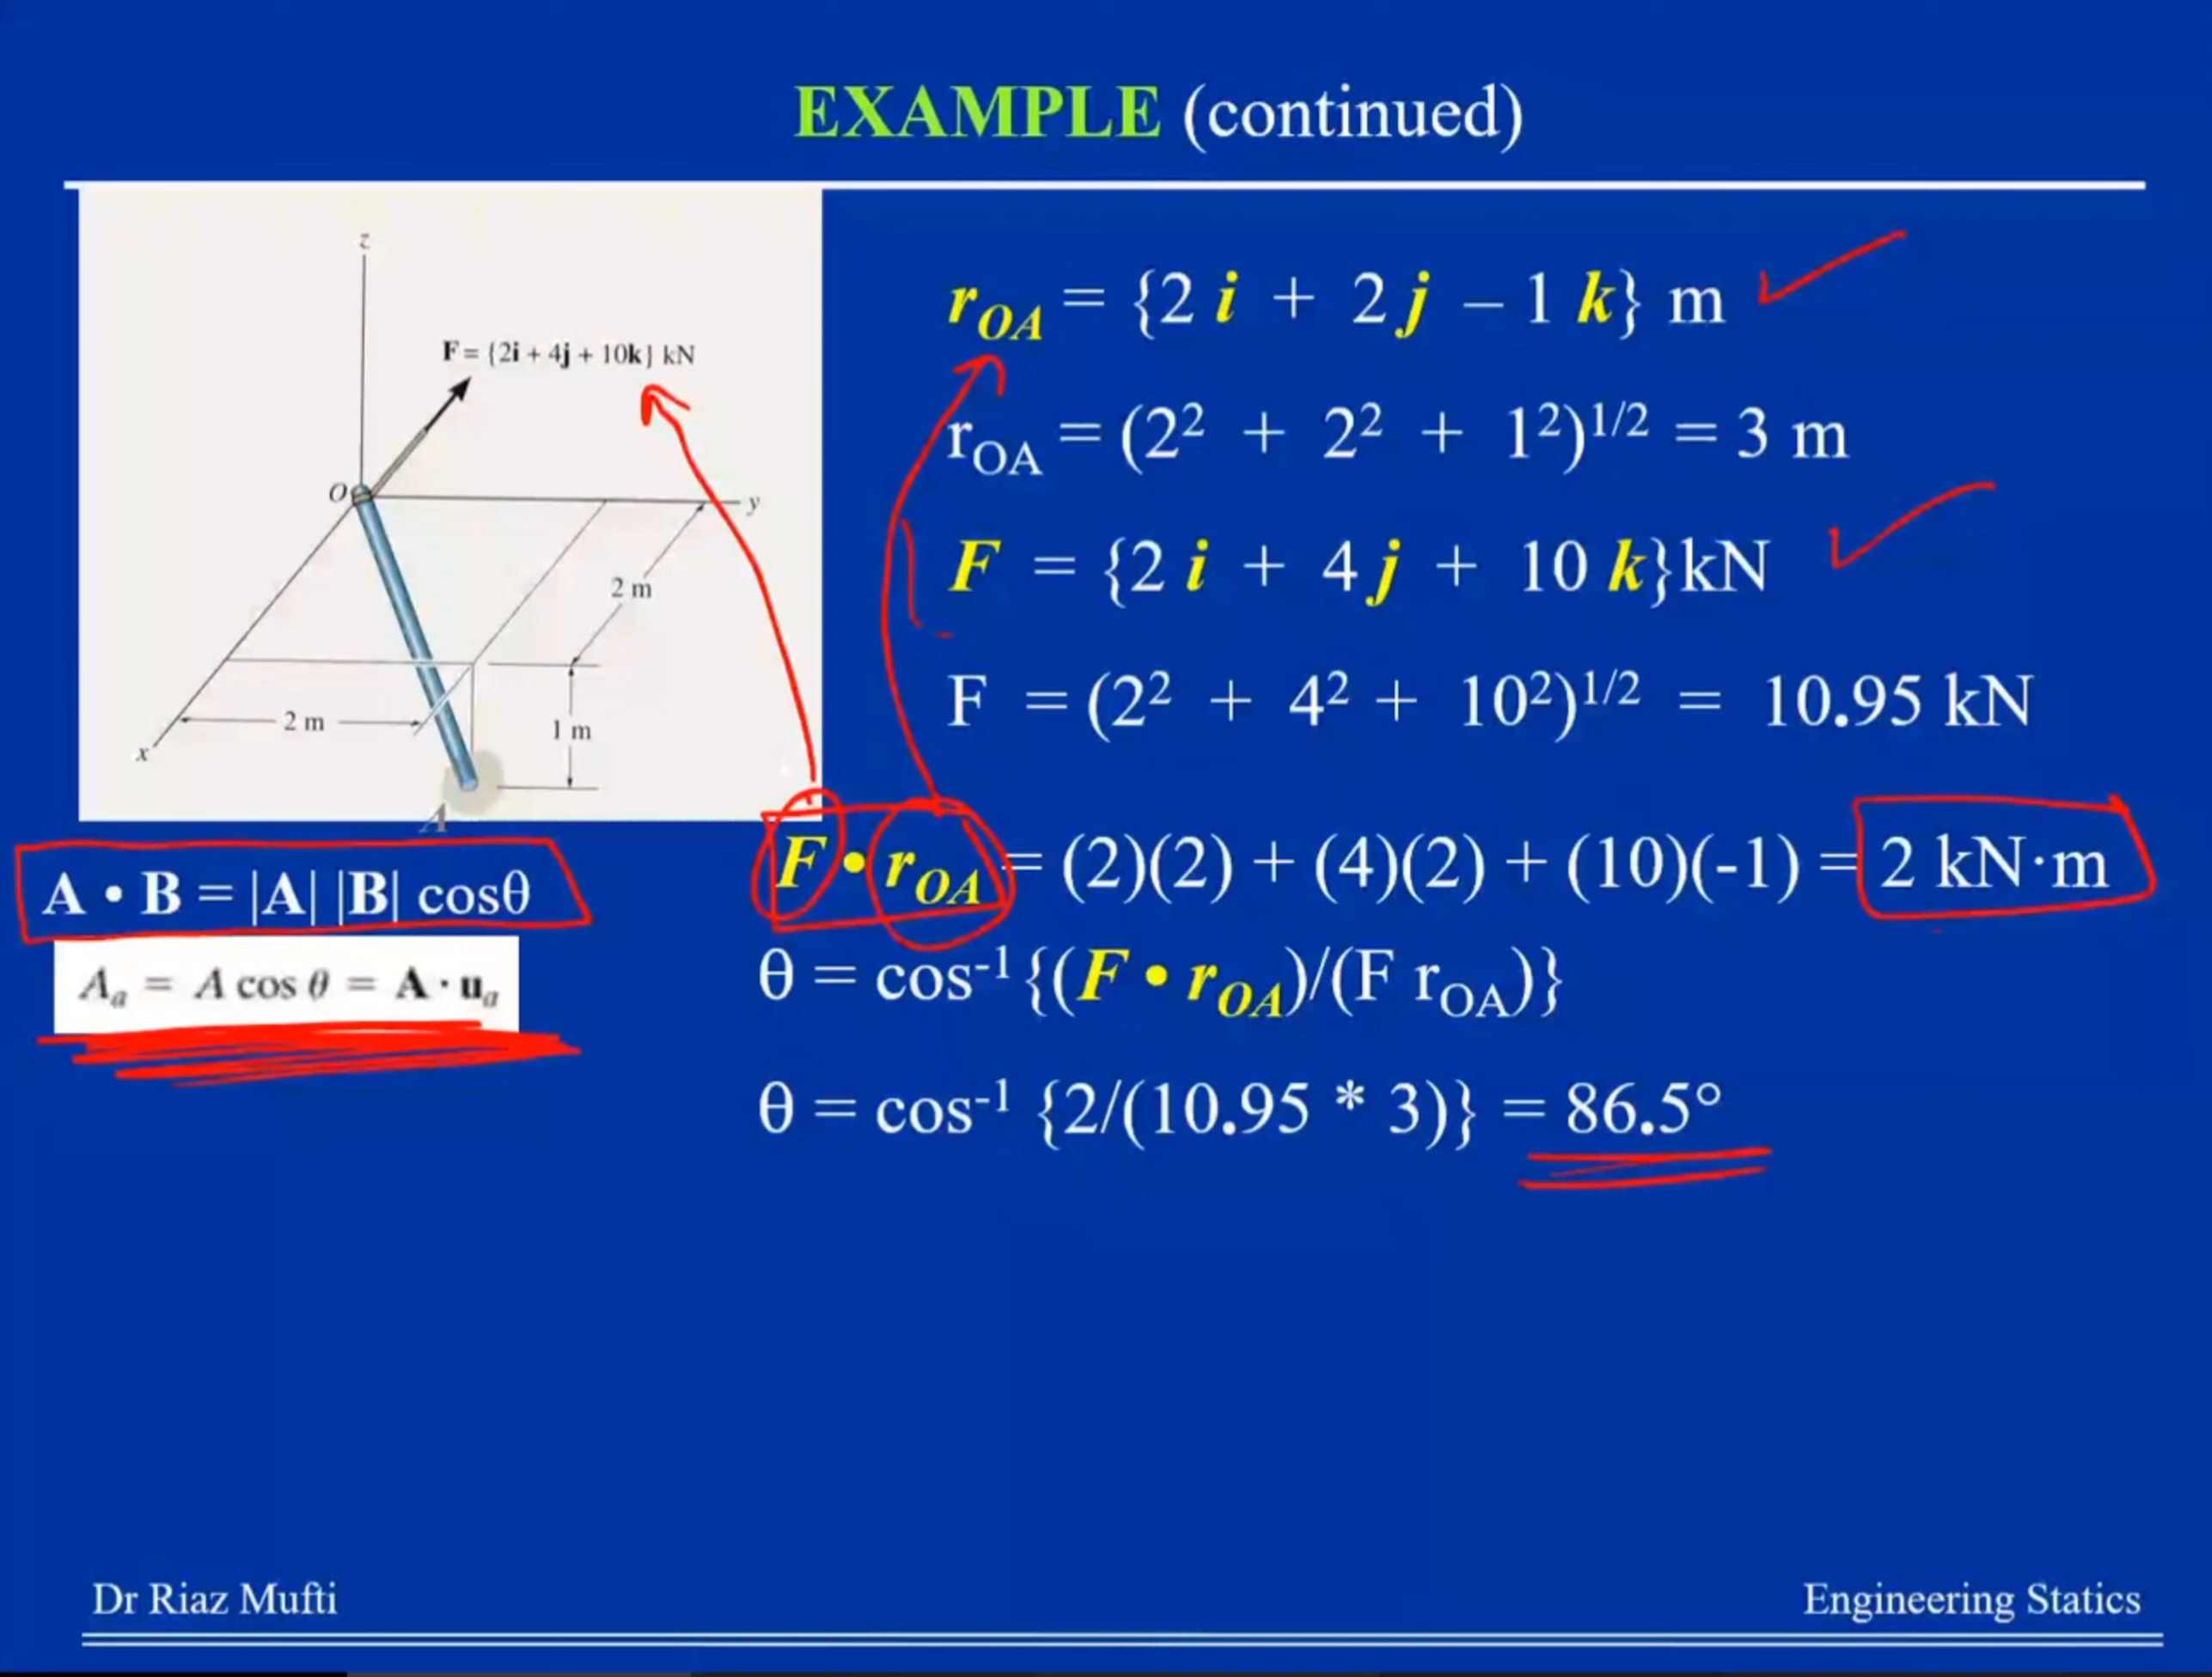 EXAMPLE (continued)
z
F = {2i + 4j + 10k} kN
O
y
2 m
2 m
1 m
x
A
r_OA = {2 i + 2 j – 1 k} m
r_OA = (2² + 2² + 1²)^1/2 = 3 m
F = {2 i + 4 j + 10 k}kN
F = (2² + 4² + 10²)^1/2 = 10.95 kN
A • B = |A| |B| cosθ
A_a = A cos θ = A · u_a
F • r_OA = (2)(2) + (4)(2) + (10)(-1) = 2 kN·m
θ = cos⁻¹{(F • r_OA)/(F r_OA)}
θ = cos⁻¹ {2/(10.95 * 3)} = 86.5°
Dr Riaz Mufti
Engineering Statics